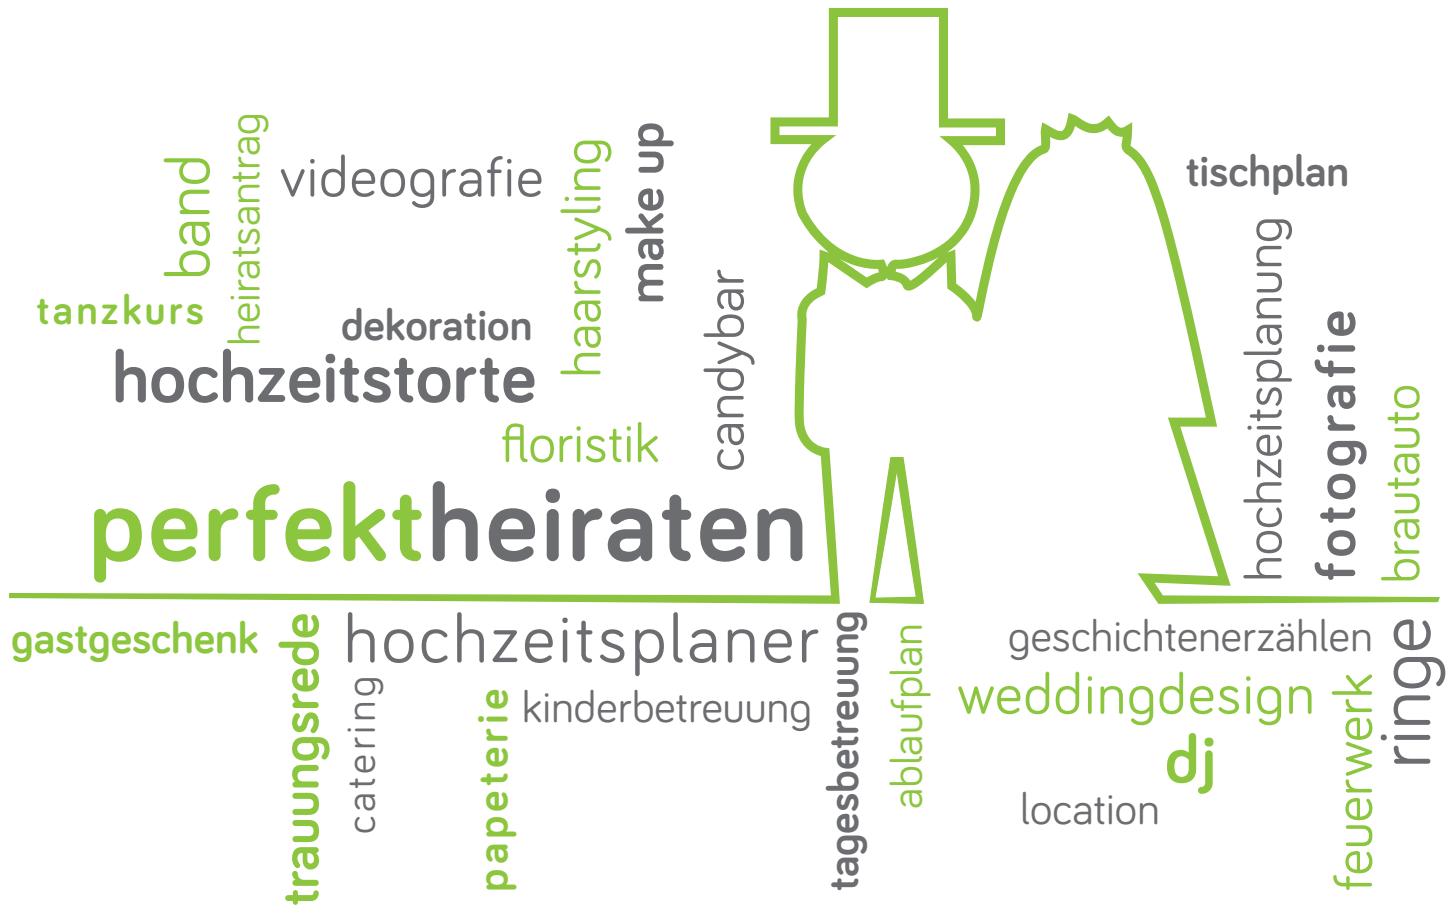 band
heiratsantrag
videografie
haarstyling
make up
tischplan
tanzkurs
dekoration
hochzeitstorte
candybar
hochzeitsplanung
fotografie
brautauto
floristik
perfektheiraten
gastgeschenk
trauungsrede
hochzeitsplaner
catering
papeterie
kinderbetreuung
tagesbetreuung
ablaufplan
geschichtenerzählen
weddingdesign
dj
location
feuerwerk
ringe